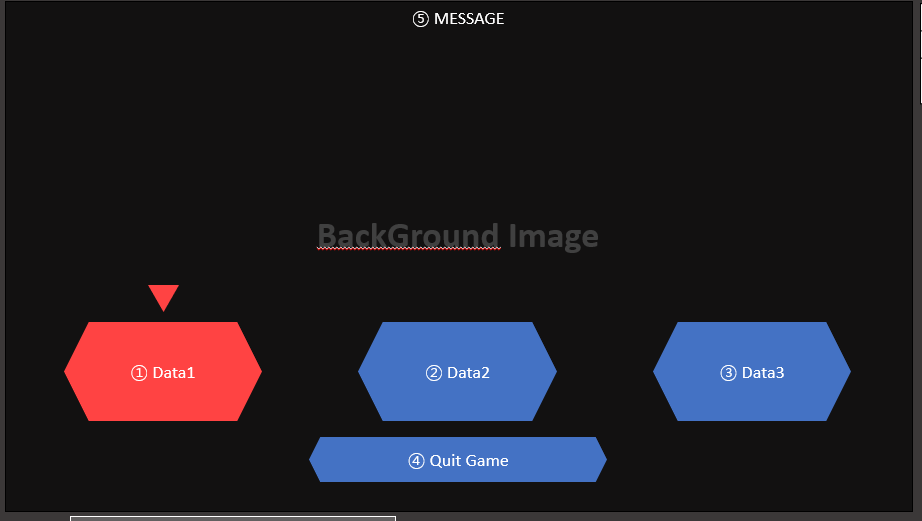 ⑤ MESSAGE
BackGround Image
① Data1
② Data2
③ Data3
④ Quit Game